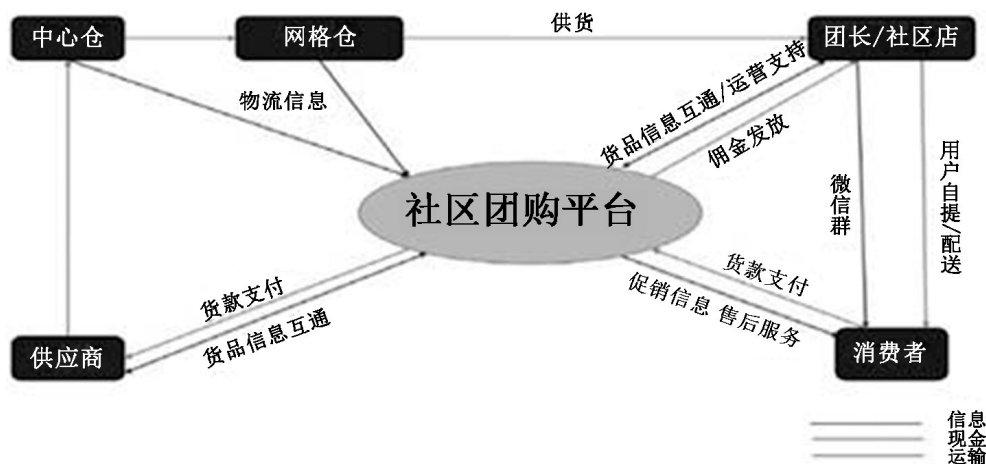 中心仓
网格仓
供货
团长/社区店
物流信息
货品信息互通/运营支持
佣金发放
微信群
用户自提/配送
社区团购平台
货款支付
货品信息互通
货款支付
促销信息 售后服务
供应商
消费者
信息
现金
运输